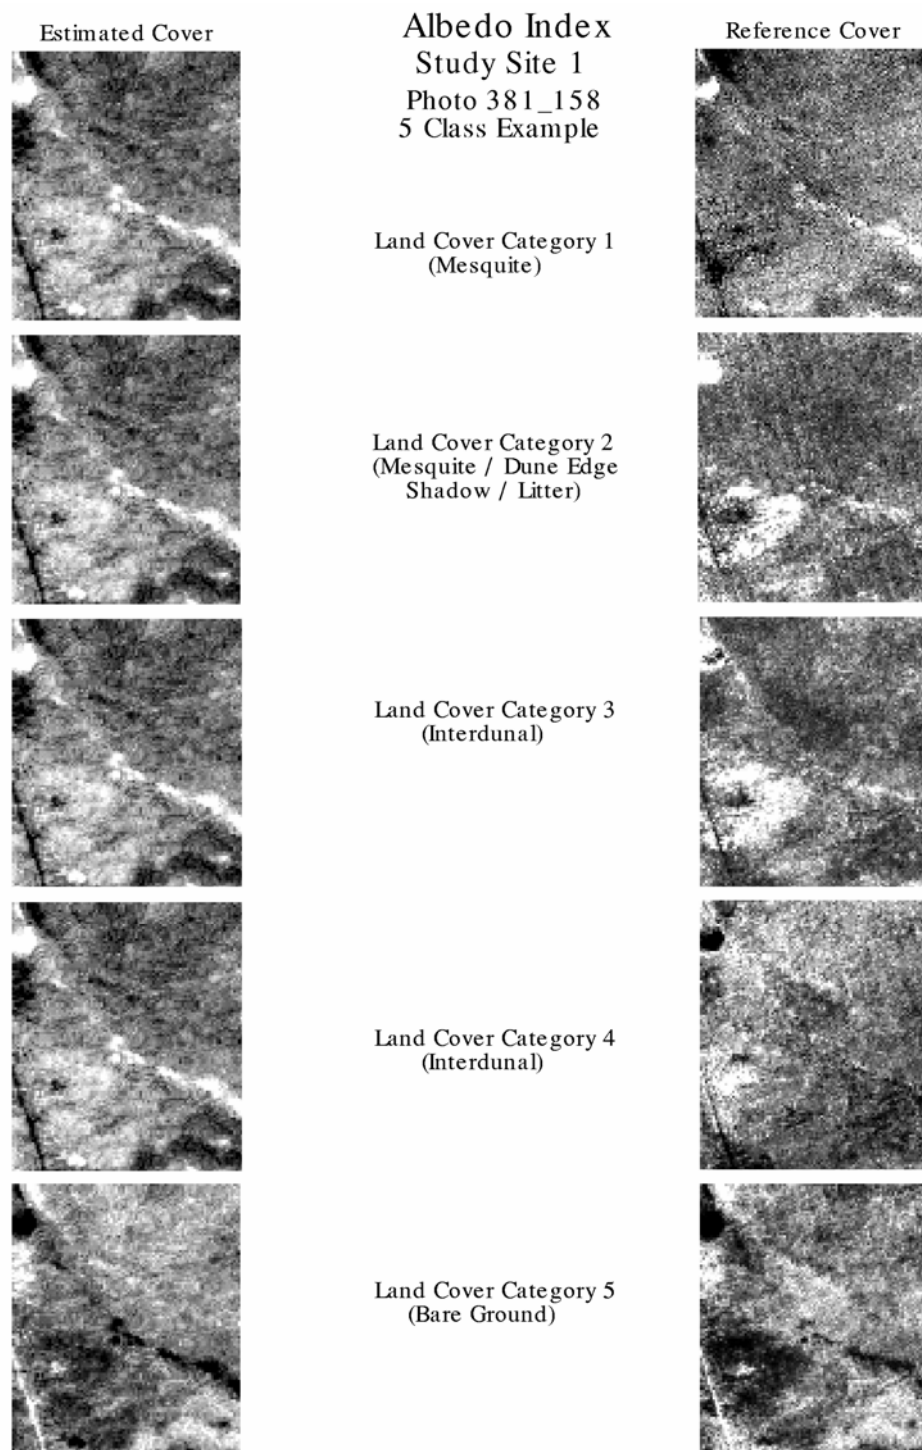 Estimated Cover
Albedo Index
Study Site 1
Photo 381_158
5 Class Example
Reference Cover
Land Cover Category 1
(Mesquite)
Land Cover Category 2
(Mesquite / Dune Edge
Shadow / Litter)
Land Cover Category 3
(Interdunal)
Land Cover Category 4
(Interdunal)
Land Cover Category 5
(Bare Ground)